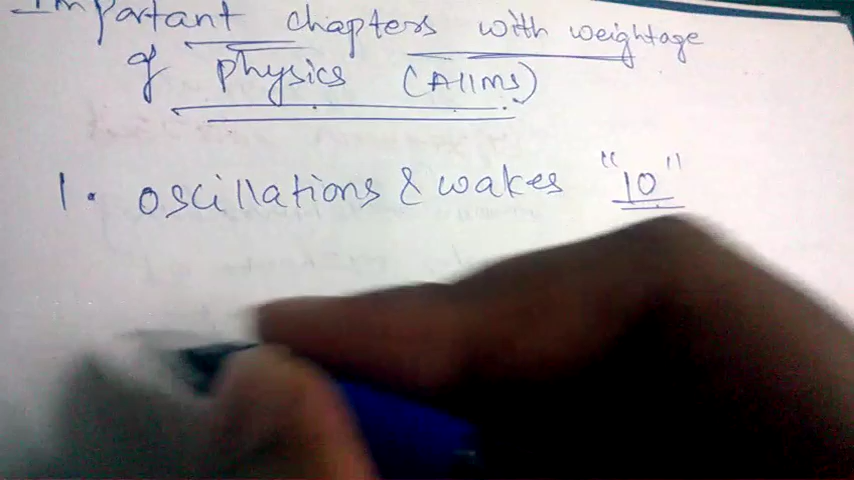 Important chapters with weightage
of physics (AIIMS)
1. oscillations & wakes "10"